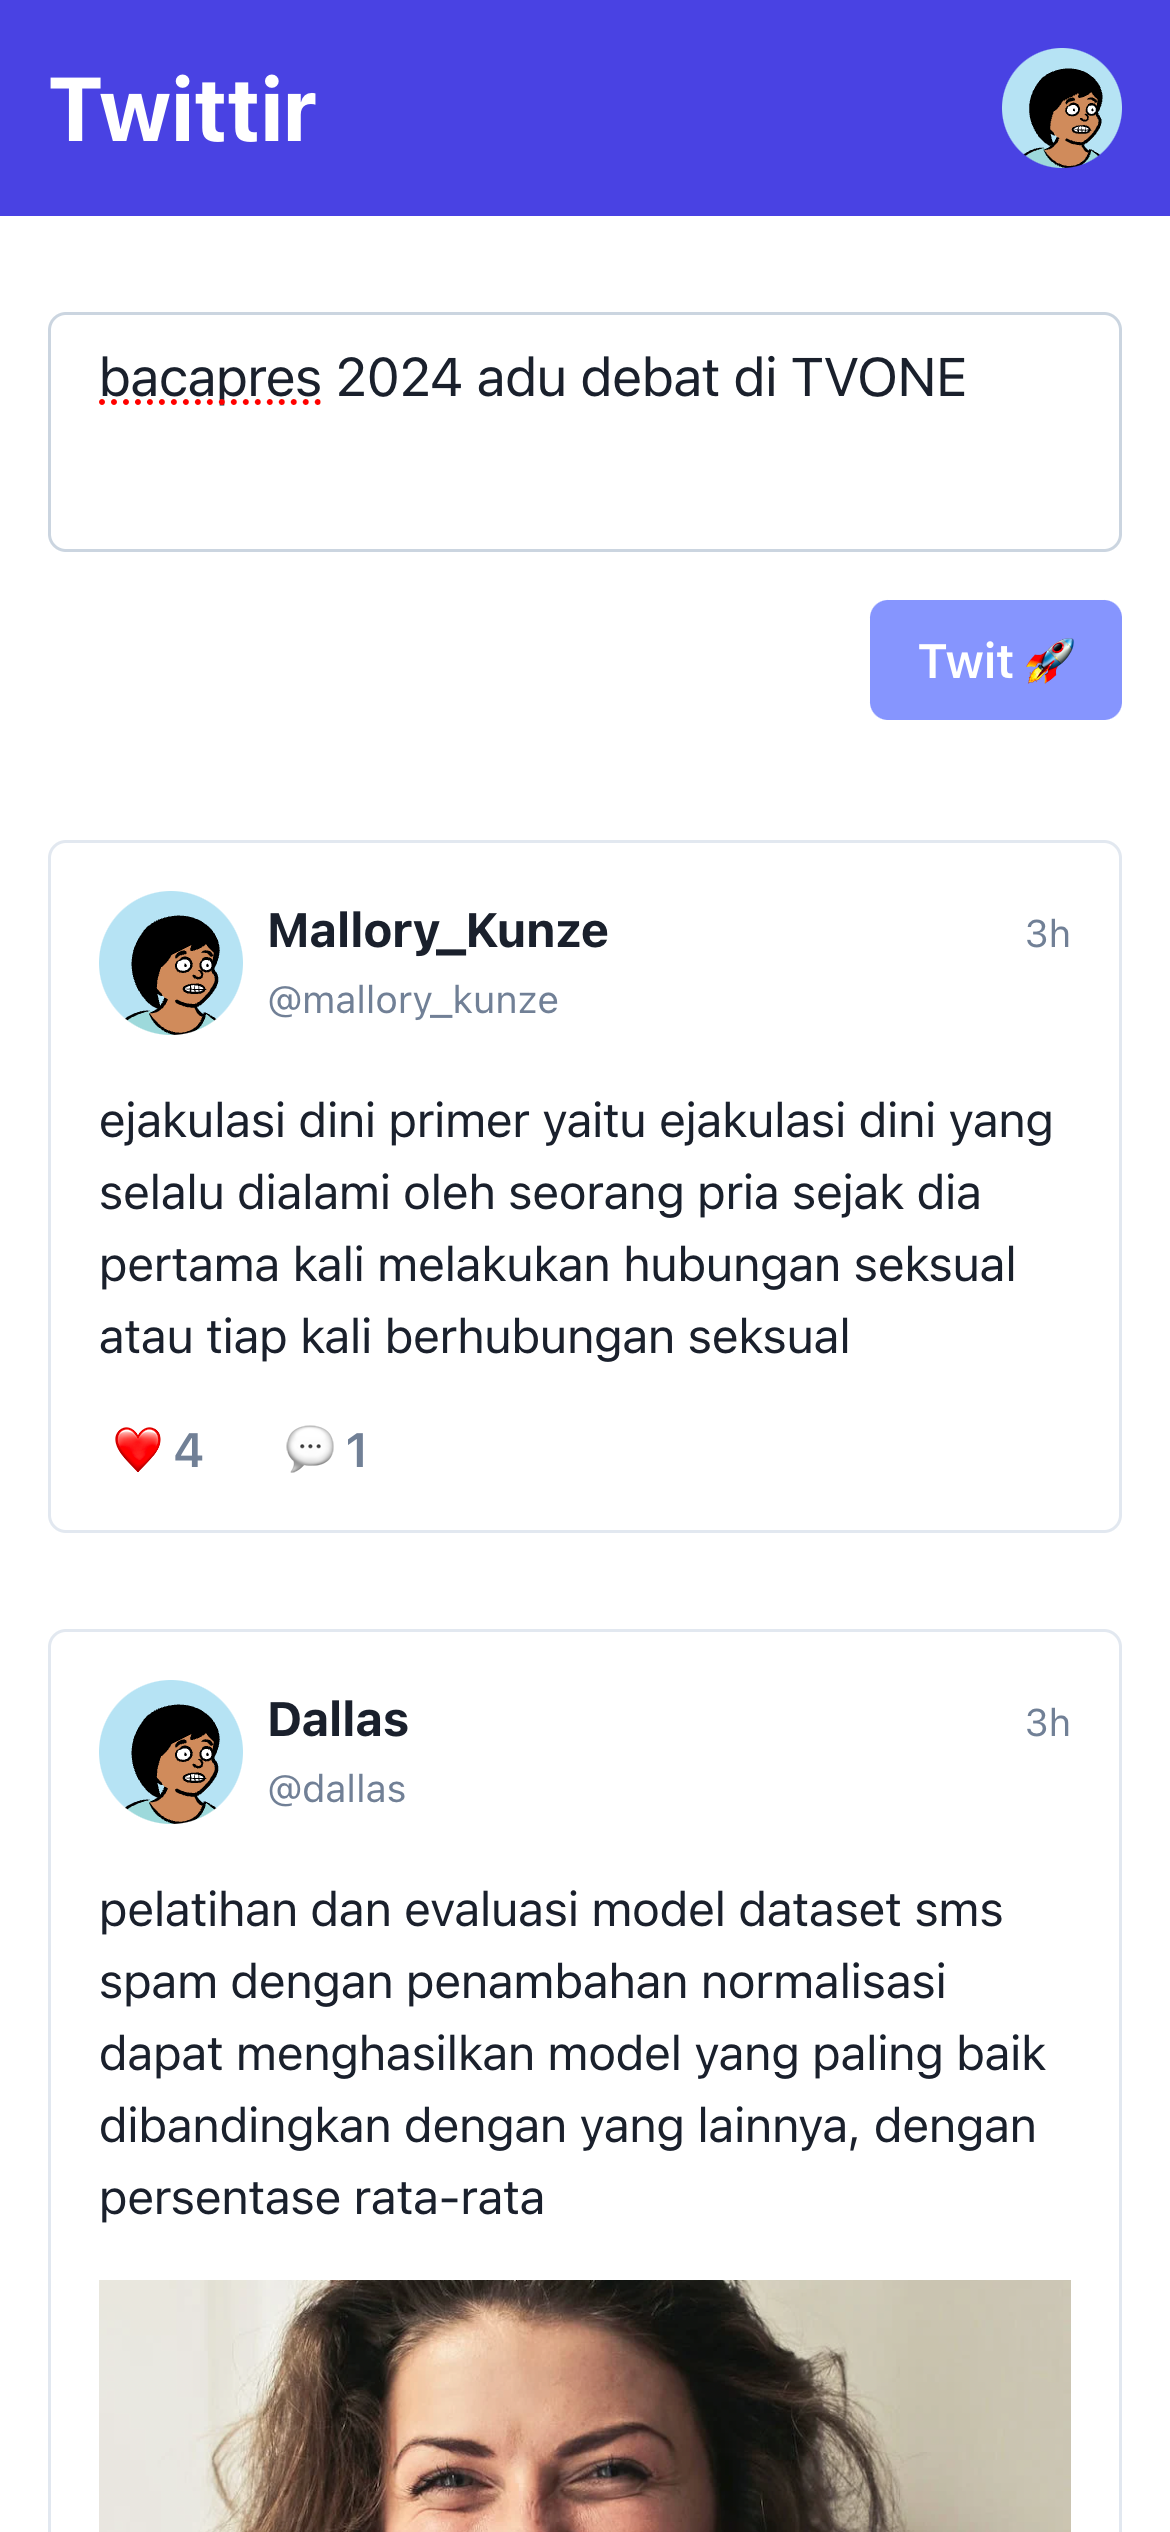 Twittir
bacapres 2024 adu debat di TVONE
Twit 🚀
Mallory_Kunze
3h
@mallory_kunze
ejakulasi dini primer yaitu ejakulasi dini yang
selalu dialami oleh seorang pria sejak dia
pertama kali melakukan hubungan seksual
atau tiap kali berhubungan seksual
❤️ 4 💬 1
Dallas
3h
@dallas
pelatihan dan evaluasi model dataset sms
spam dengan penambahan normalisasi
dapat menghasilkan model yang paling baik
dibandingkan dengan yang lainnya, dengan
persentase rata-rata